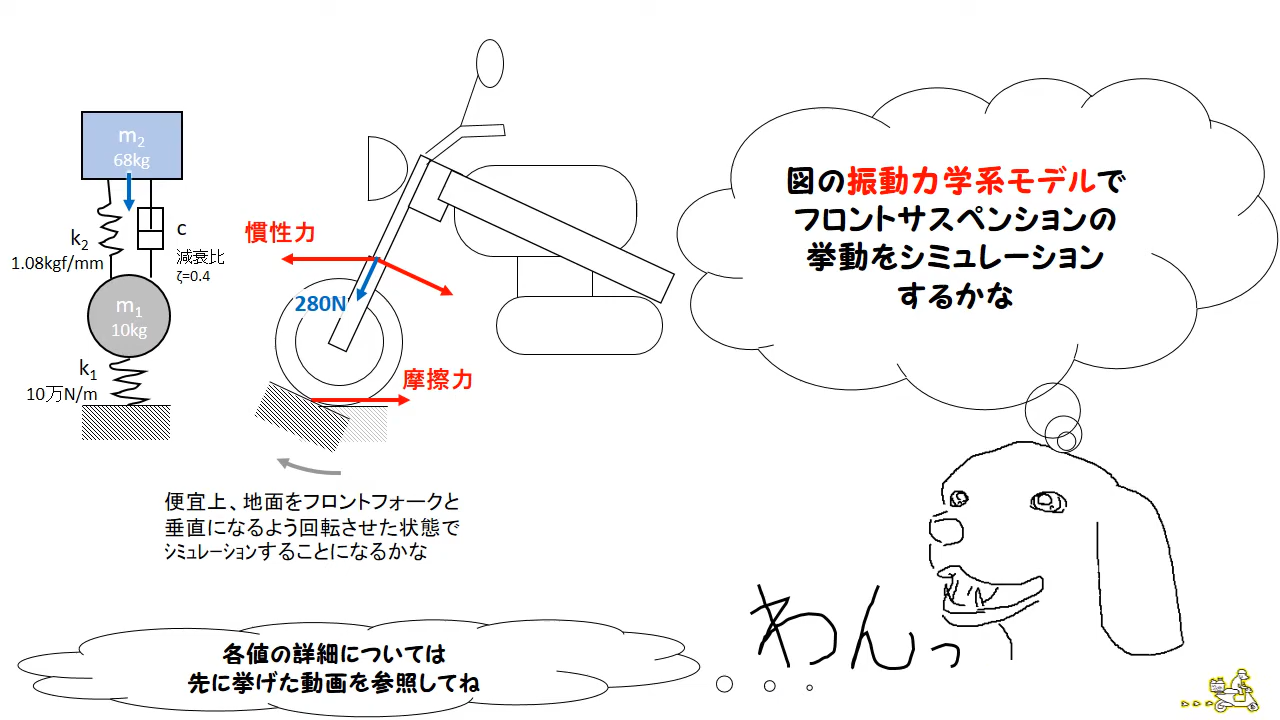 m2
68kg
k2
1.08kgf/mm
c
減衰比
ζ=0.4
m1
10kg
k1
10万N/m
慣性力
280N
摩擦力
便宜上、地面をフロントフォークと
垂直になるよう回転させた状態で
シミュレーションすることになるかな
図の振動力学系モデルで
フロントサスペンションの
挙動をシミュレーション
するかな
わんっ
各値の詳細については
先に挙げた動画を参照してね